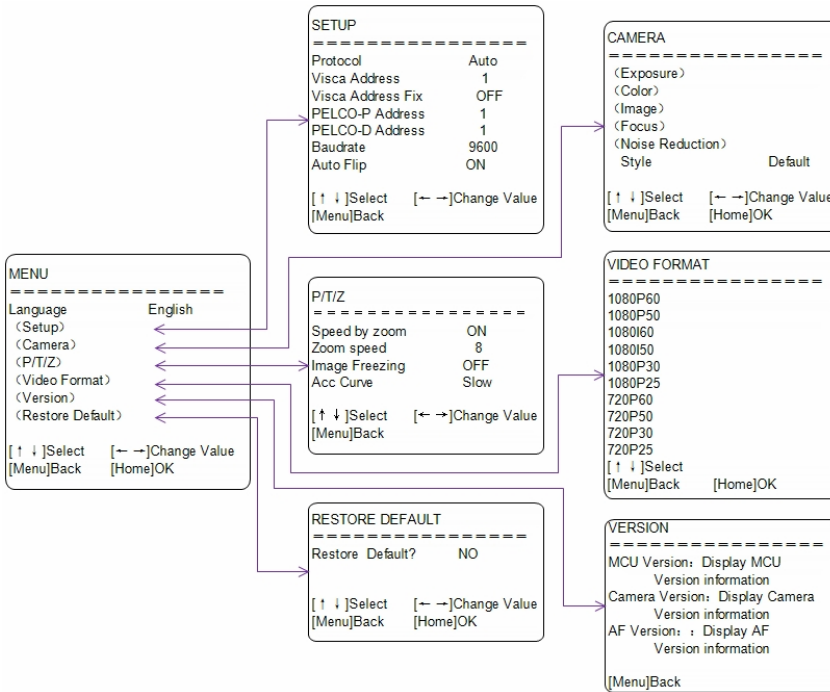 SETUP
================
Protocol Auto
Visca Address 1
Visca Address Fix OFF
PELCO-P Address 1
PELCO-D Address 1
Baudrate 9600
Auto Flip ON
[↑ ↓]Select [← →]Change Value
[Menu]Back
CAMERA
================
(Exposure)
(Color)
(Image)
(Focus)
(Noise Reduction)
Style Default
[↑ ↓]Select [← →]Change Value
[Menu]Back [Home]OK
MENU
================
Language English
(Setup)
(Camera)
(P/T/Z)
(Video Format)
(Version)
(Restore Default)
[↑ ↓]Select [← →]Change Value
[Menu]Back [Home]OK
P/T/Z
================
Speed by zoom ON
Zoom speed 8
Image Freezing OFF
Acc Curve Slow
[↑ ↓]Select [← →]Change Value
[Menu]Back
VIDEO FORMAT
================
1080P60
1080P50
1080I60
1080I50
1080P30
1080P25
720P60
720P50
720P30
720P25
[↑ ↓]Select
[Menu]Back [Home]OK
RESTORE DEFAULT
================
Restore Default? NO
[↑ ↓]Select [← →]Change Value
[Menu]Back [Home]OK
VERSION
================
MCU Version: Display MCU
Version information
Camera Version: Display Camera
Version information
AF Version: : Display AF
Version information
[Menu]Back